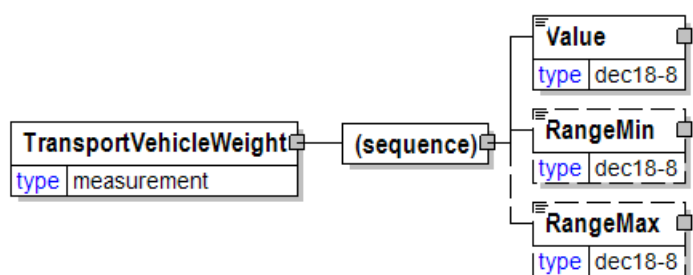 TransportVehicleWeight
type measurement
(sequence)
Value
type dec18-8
RangeMin
type dec18-8
RangeMax
type dec18-8